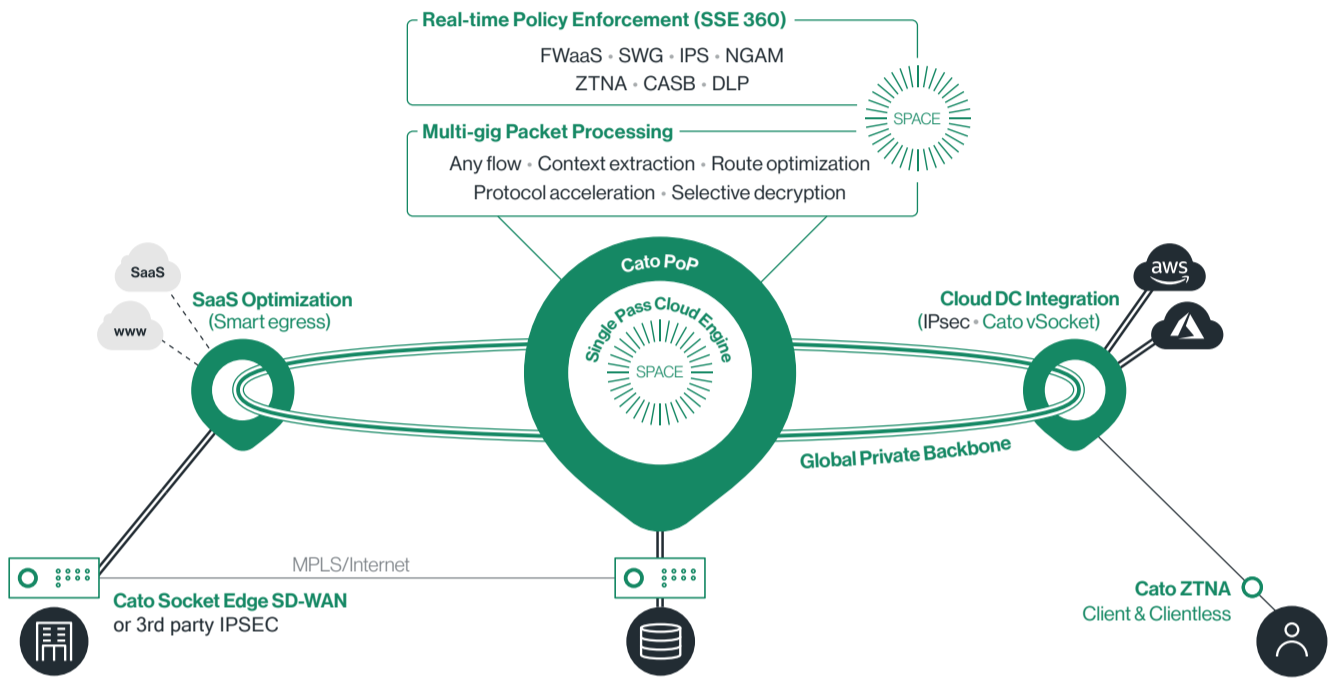 Real-time Policy Enforcement (SSE 360)
FWaaS • SWG • IPS • NGAM
ZTNA • CASB • DLP
SPACE
Multi-gig Packet Processing
Any flow • Context extraction • Route optimization
Protocol acceleration • Selective decryption
Cato PoP
Single Pass Cloud Engine
SPACE
SaaS
www
SaaS Optimization
(Smart egress)
Cloud DC Integration
(IPsec • Cato vSocket)
aws
Global Private Backbone
MPLS/Internet
Cato Socket Edge SD-WAN
or 3rd party IPSEC
Cato ZTNA
Client & Clientless